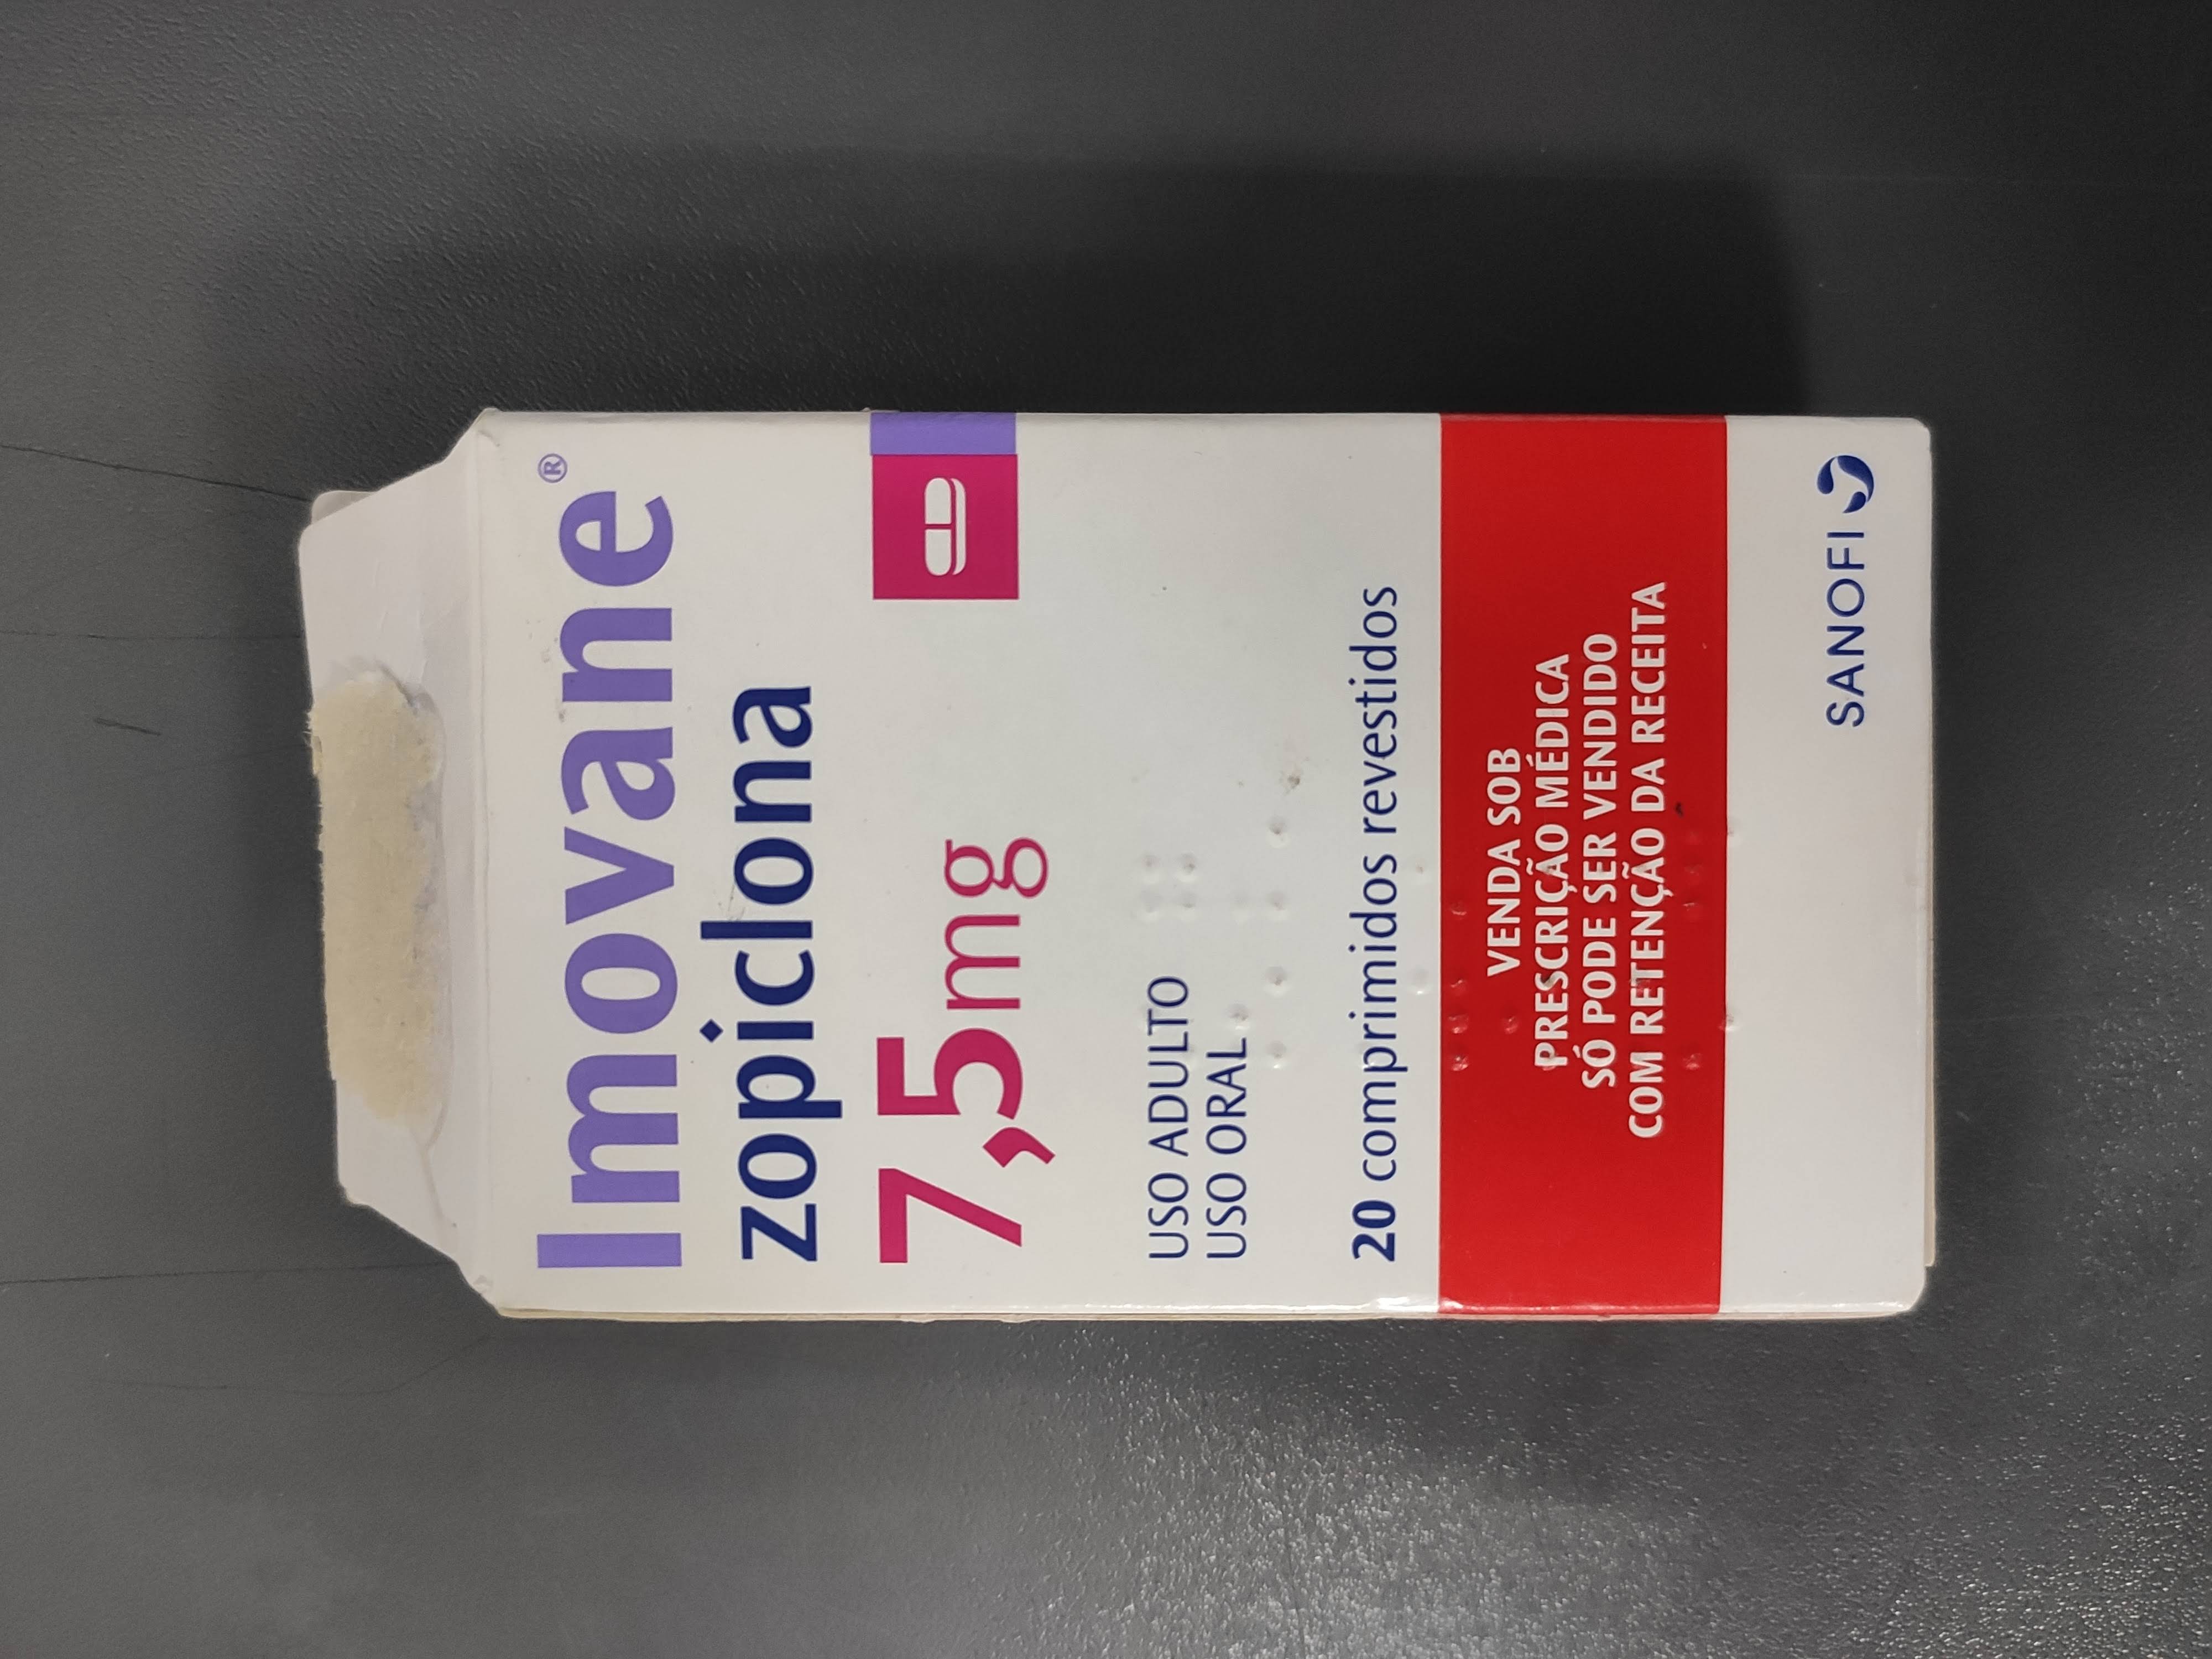 Imovane®
zopiclona
7,5mg
USO ADULTO
USO ORAL
20 comprimidos revestidos
VENDA SOB
PRESCRIÇÃO MÉDICA
SÓ PODE SER VENDIDO
COM RETENÇÃO DA RECEITA
SANOFI